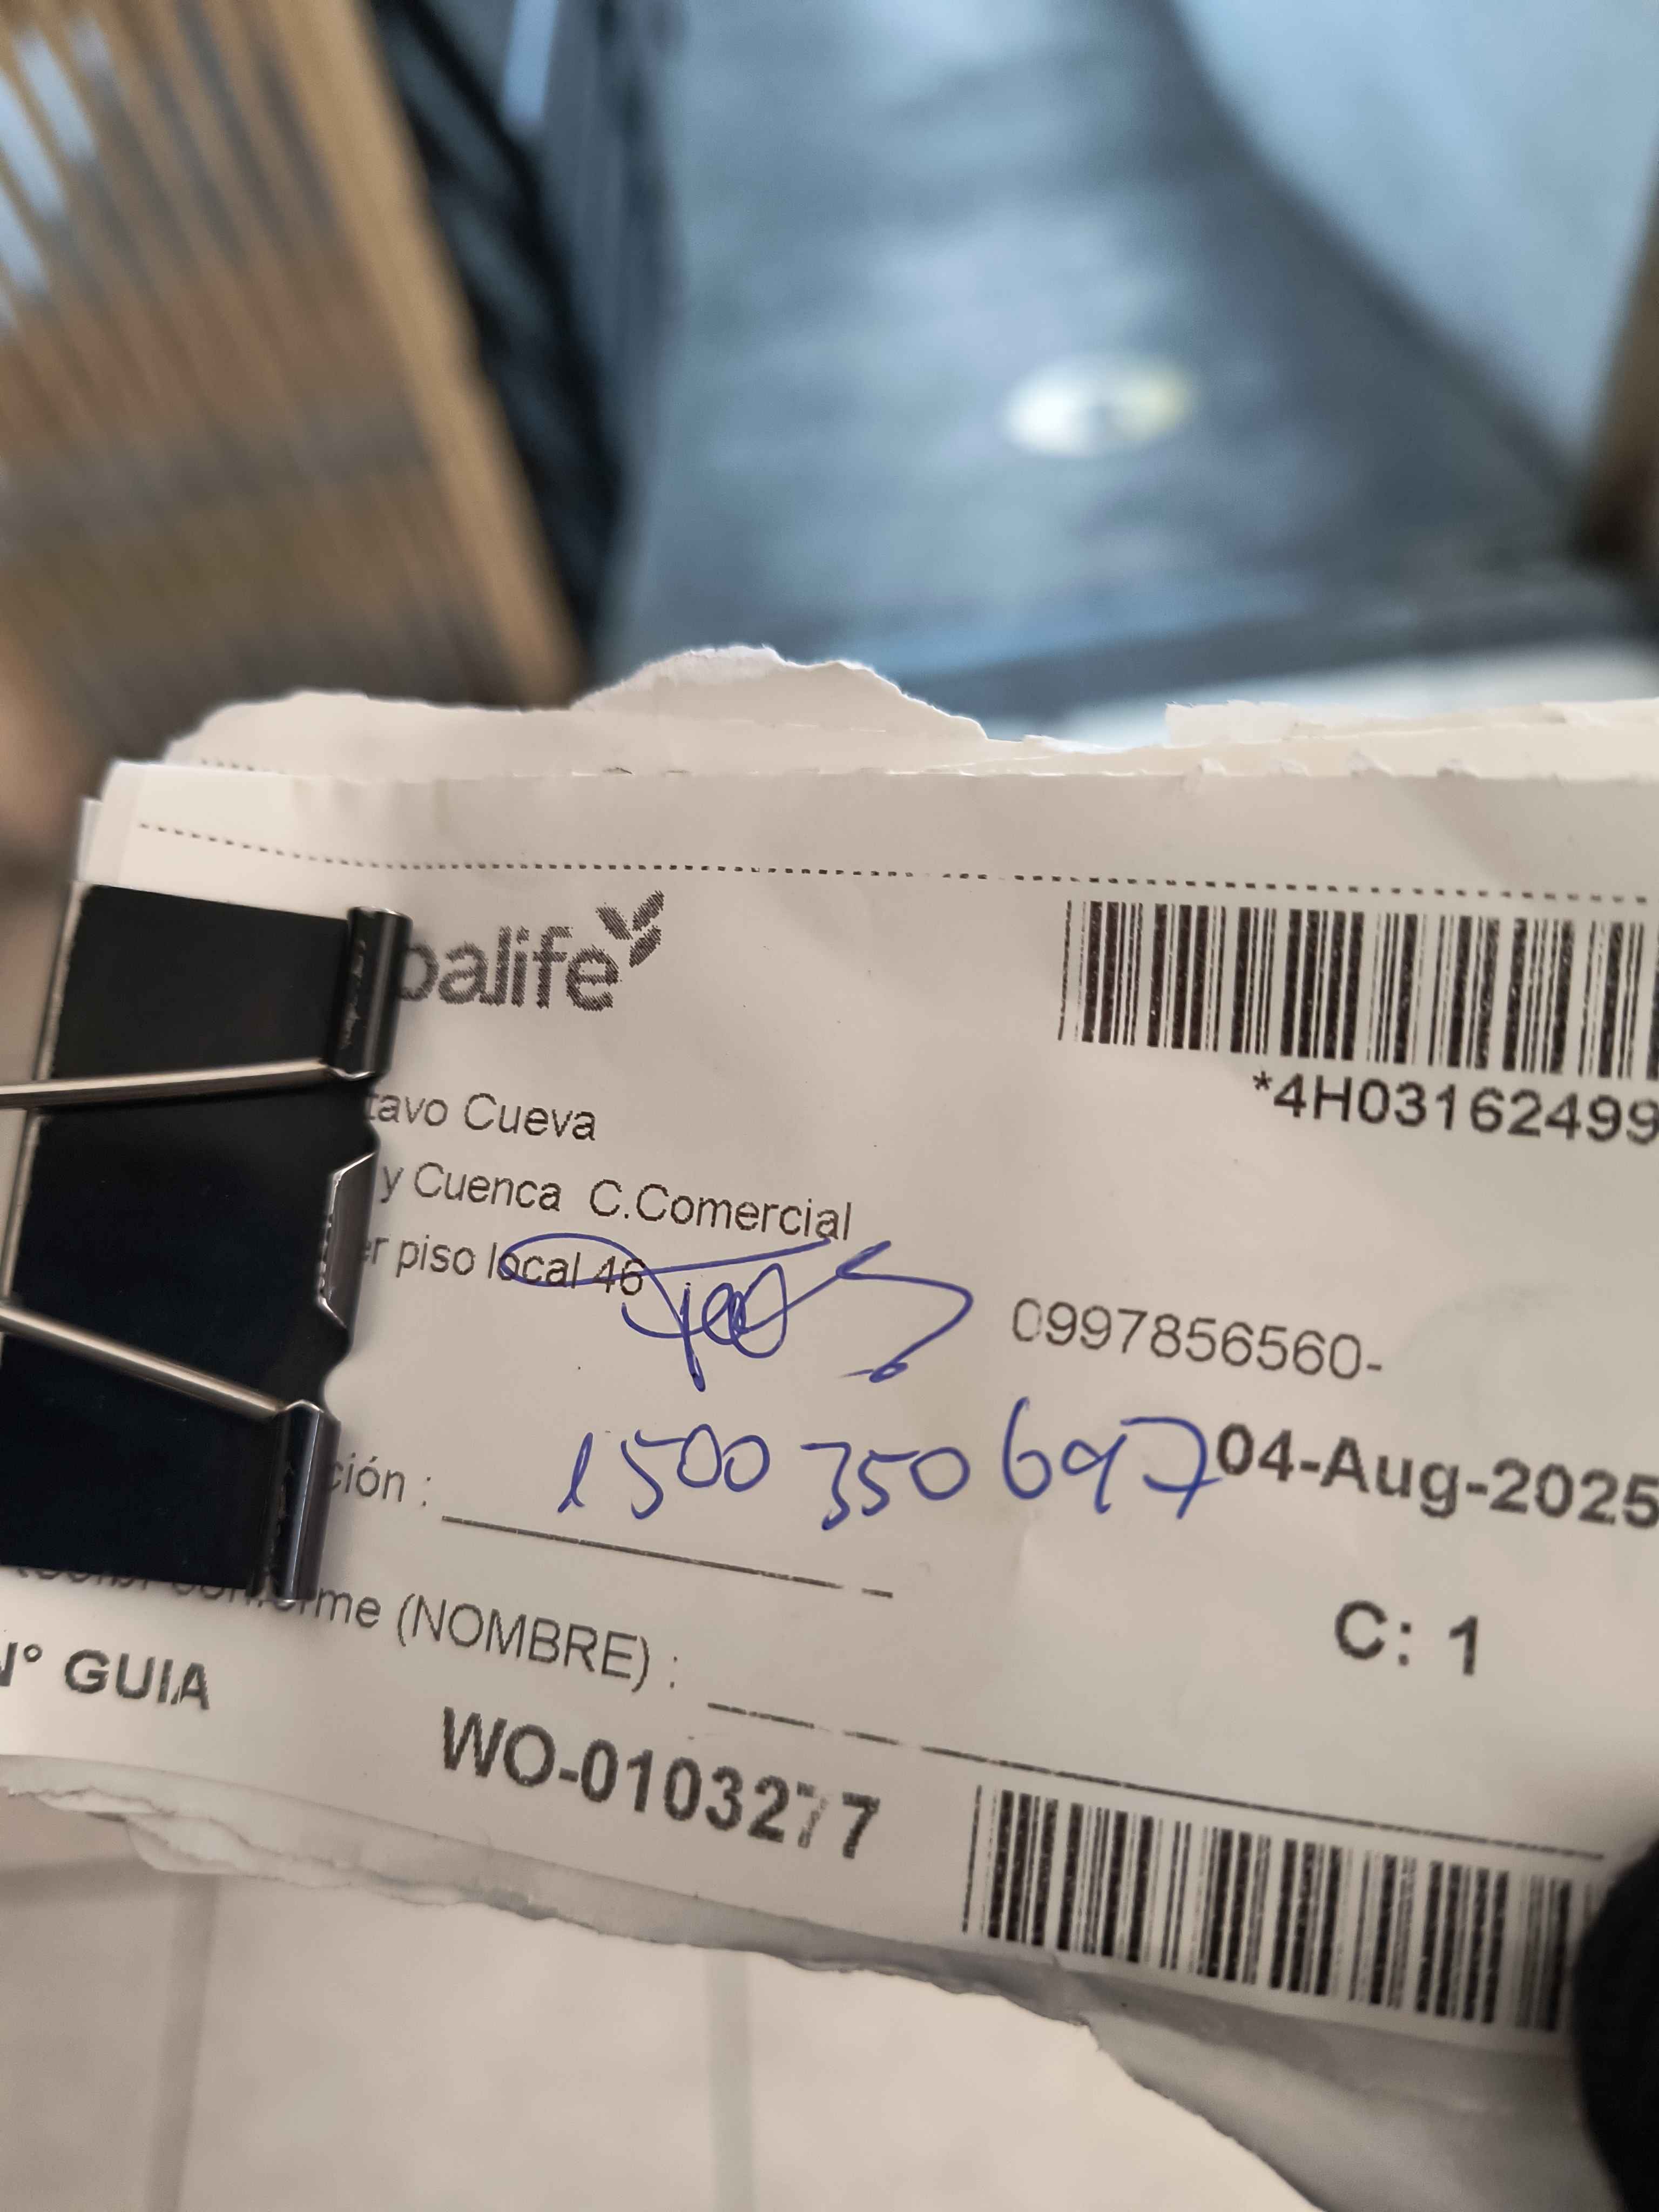 balife
*4H03162499
tavo Cueva
y Cuenca C.Comercial
er piso local 46
0997856560-
1500350697
04-Aug-2025
ción :
me (NOMBRE) :
C: 1
N° GUIA
WO-0103277